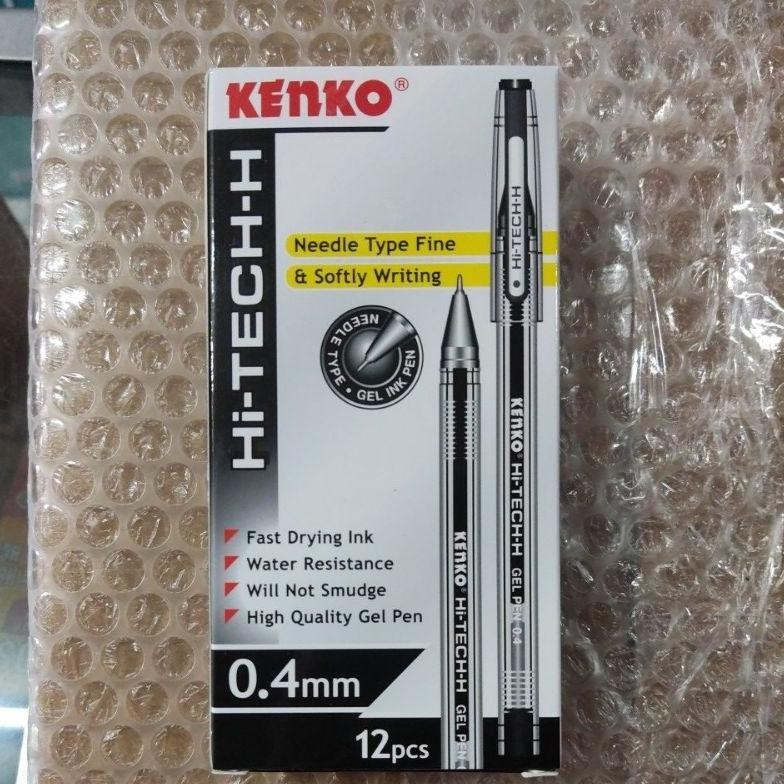 KENKO®
Hi-TECH-H
Needle Type Fine
& Softly Writing
Hi-TECH-H
NEEDLE TYPE • GEL INK PEN
KENKO Hi-TECH-H GEL PEN 0.4
KENKO® Hi-TECH-H GEL PEN
Fast Drying Ink
Water Resistance
Will Not Smudge
High Quality Gel Pen
0.4mm
12pcs